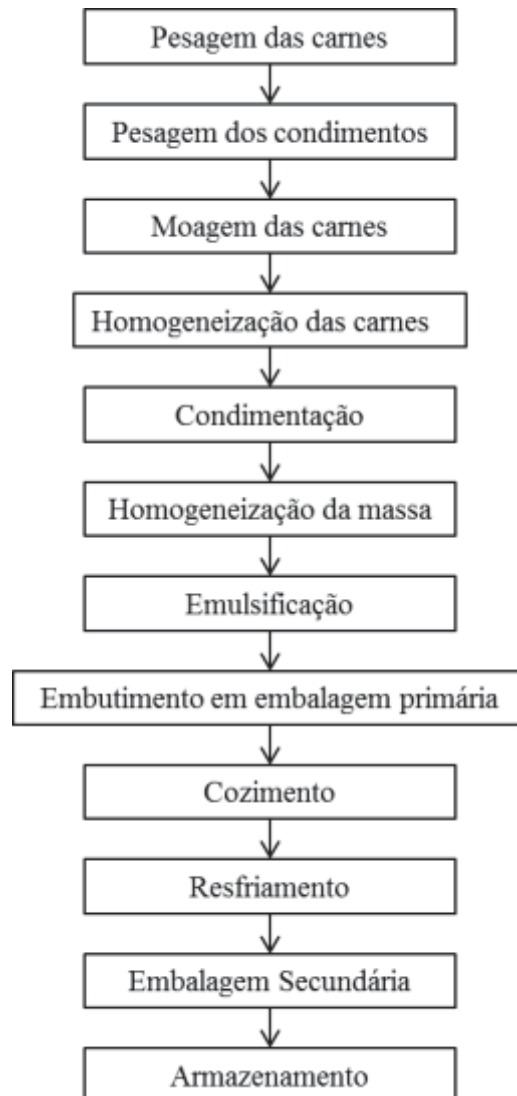 Pesagem das carnes
Pesagem dos condimentos
Moagem das carnes
Homogeneização das carnes
Condimentação
Homogeneização da massa
Emulsificação
Embutimento em embalagem primária
Cozimento
Resfriamento
Embalagem Secundária
Armazenamento